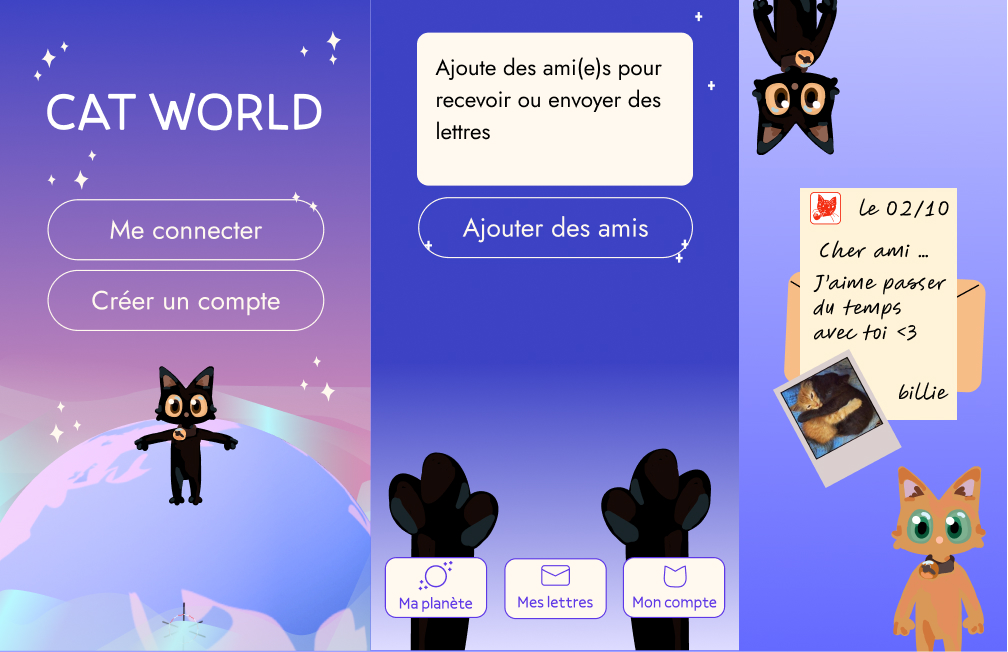 CAT WORLD
Me connecter
Créer un compte
Ajoute des ami(e)s pour
recevoir ou envoyer des
lettres
Ajouter des amis
Ma planète
Mes lettres
Mon compte
le 02/10
Cher ami ...
J'aime passer
du temps
avec toi <3
billie